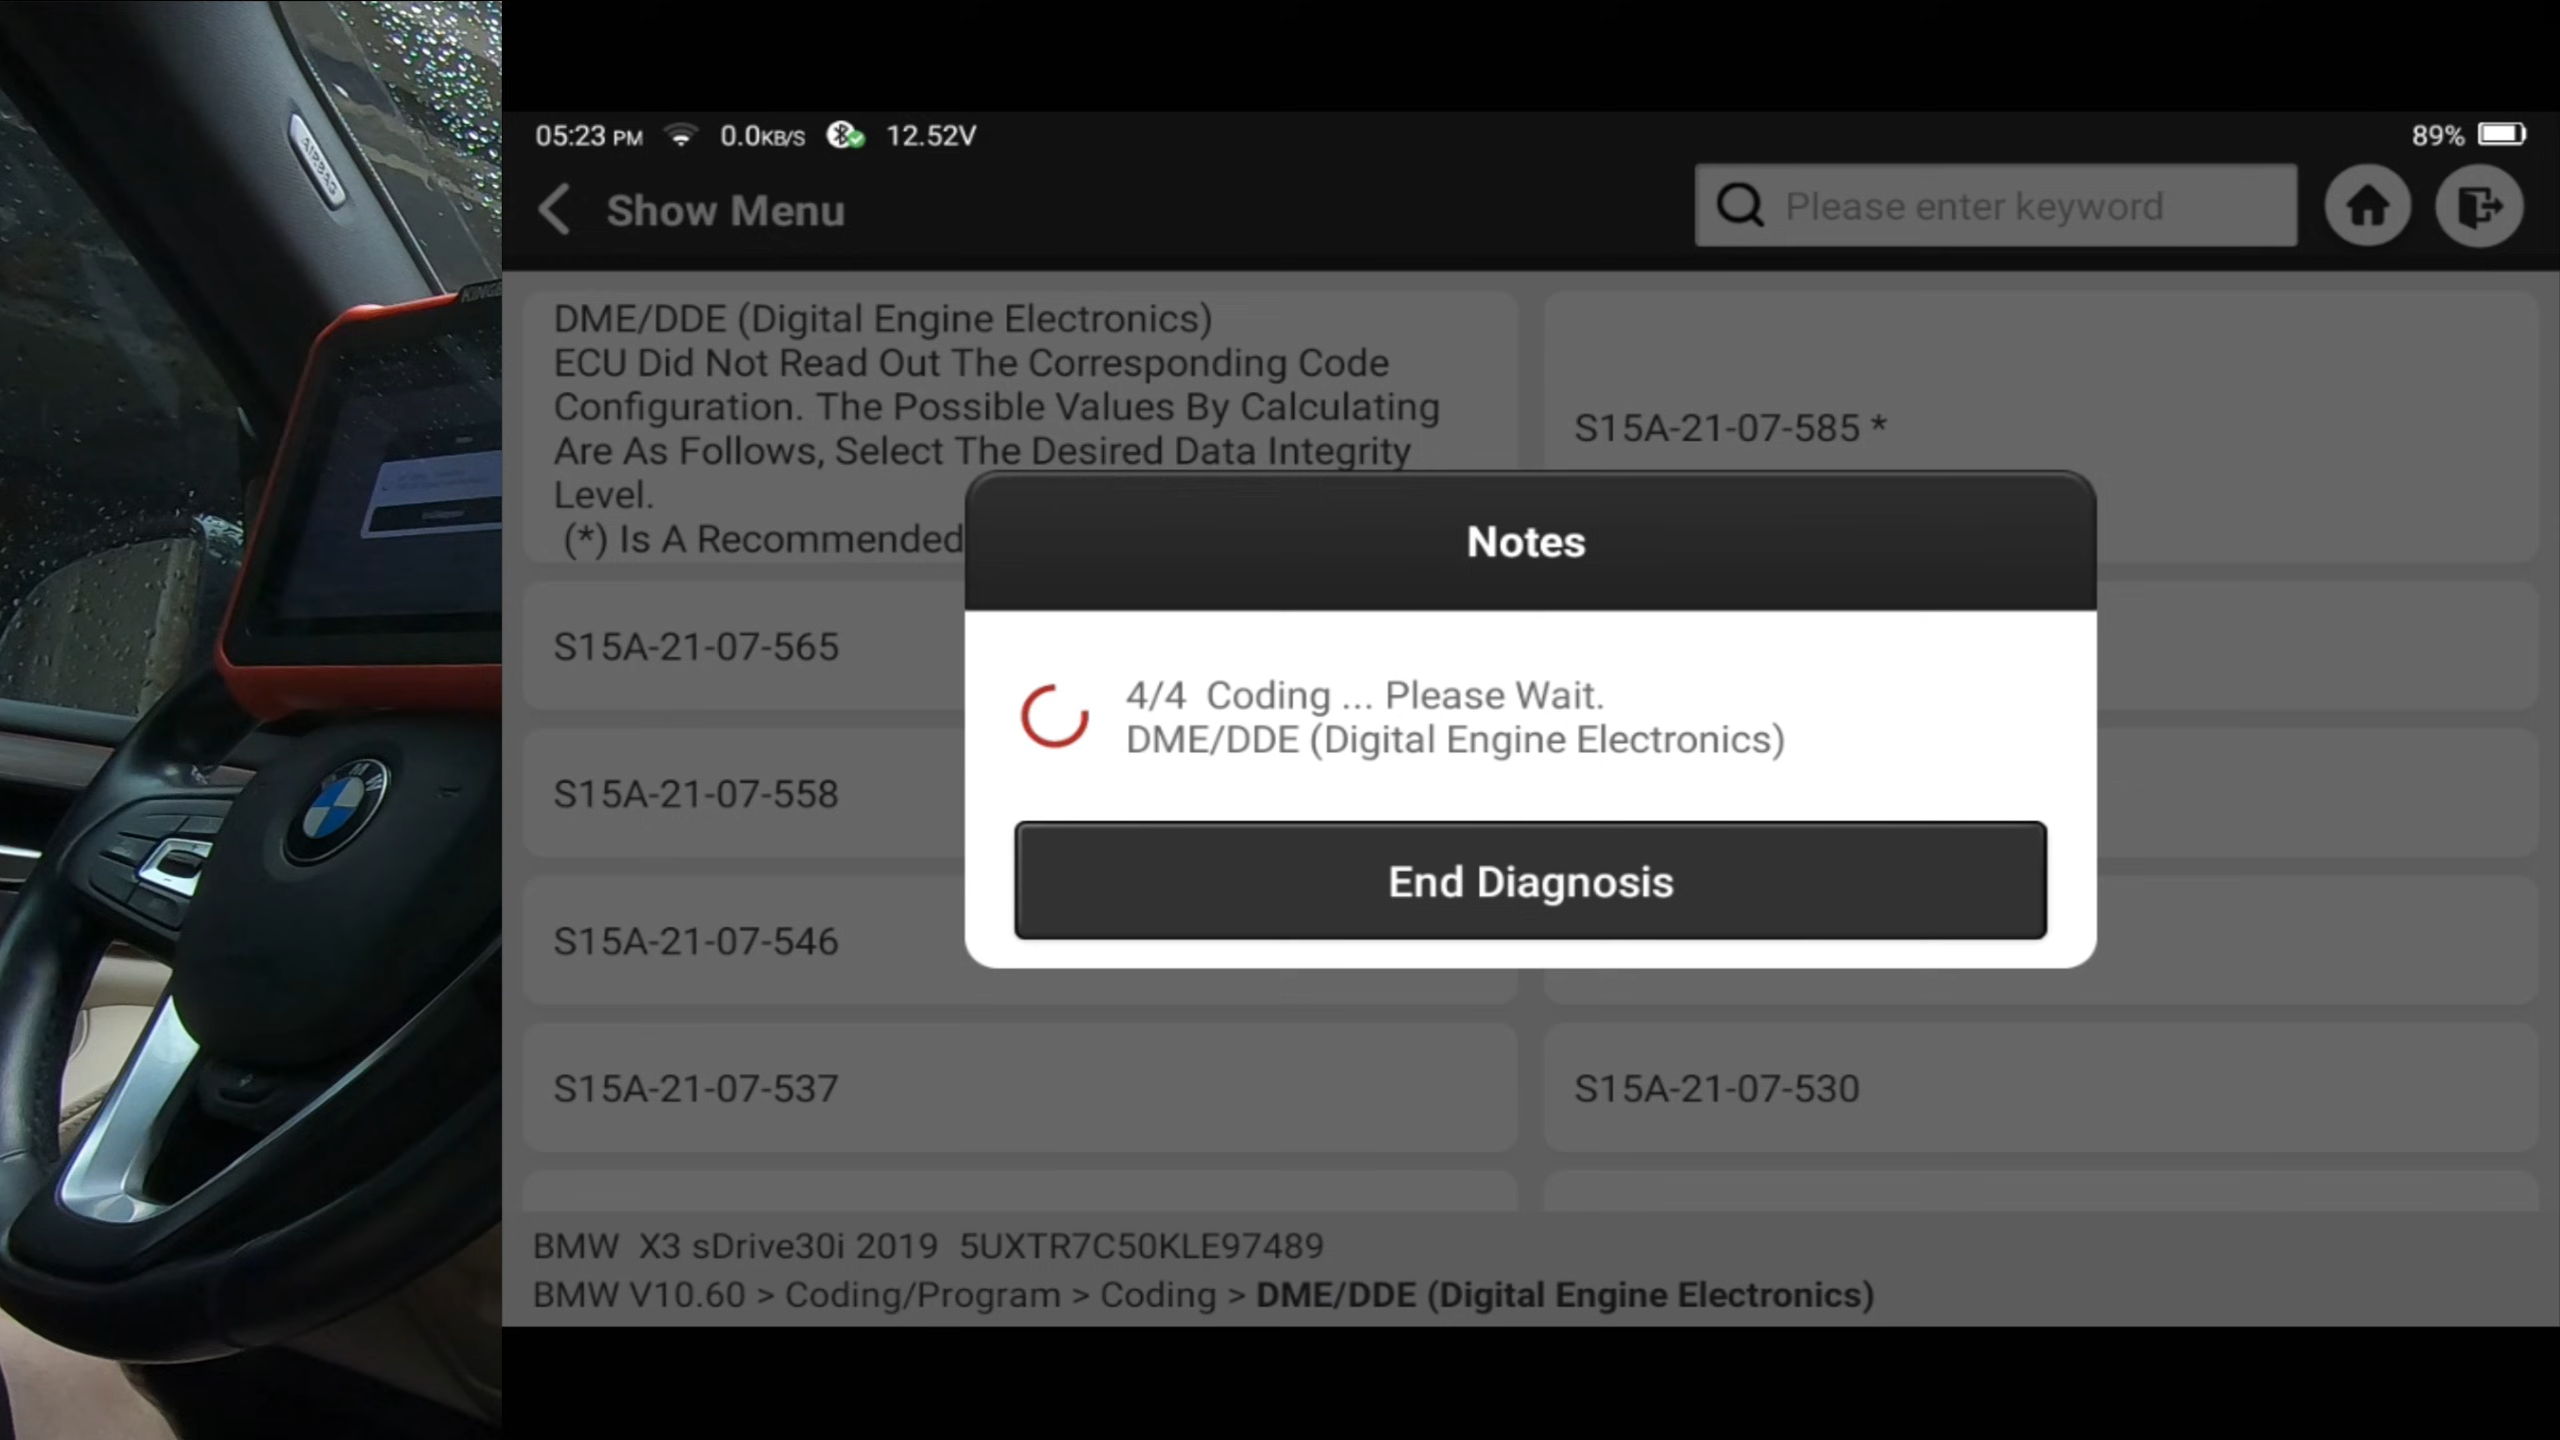 AIRBAG
05:23 PM 0.0KB/S 12.52V 89%
Show Menu
Please enter keyword
DME/DDE (Digital Engine Electronics)
ECU Did Not Read Out The Corresponding Code
Configuration. The Possible Values By Calculating
Are As Follows, Select The Desired Data Integrity
Level.
(*) Is A Recommended
S15A-21-07-585 *
S15A-21-07-565
S15A-21-07-558
S15A-21-07-546
S15A-21-07-537
S15A-21-07-530
Notes
4/4 Coding ... Please Wait.
DME/DDE (Digital Engine Electronics)
End Diagnosis
BMW X3 sDrive30i 2019 5UXTR7C50KLE97489
BMW V10.60 > Coding/Program > Coding > DME/DDE (Digital Engine Electronics)
BMW